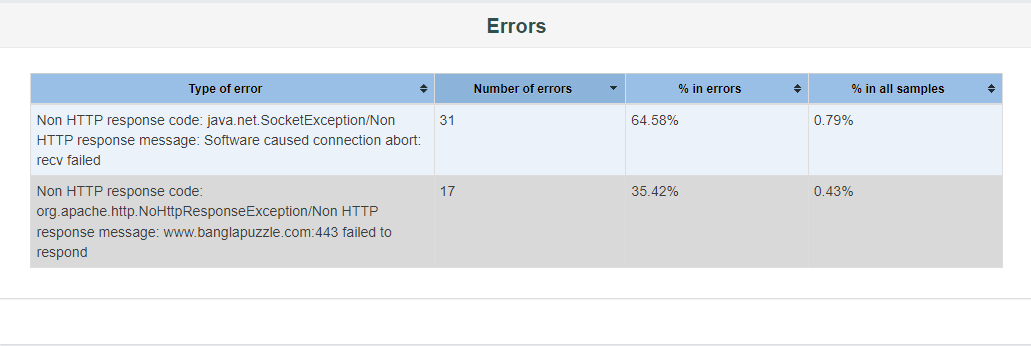 Errors
Type of error Number of errors % in errors % in all samples
Non HTTP response code: java.net.SocketException/Non 31 64.58% 0.79%
HTTP response message: Software caused connection abort:
recv failed
Non HTTP response code: 17 35.42% 0.43%
org.apache.http.NoHttpResponseException/Non HTTP
response message: www.banglapuzzle.com:443 failed to
respond